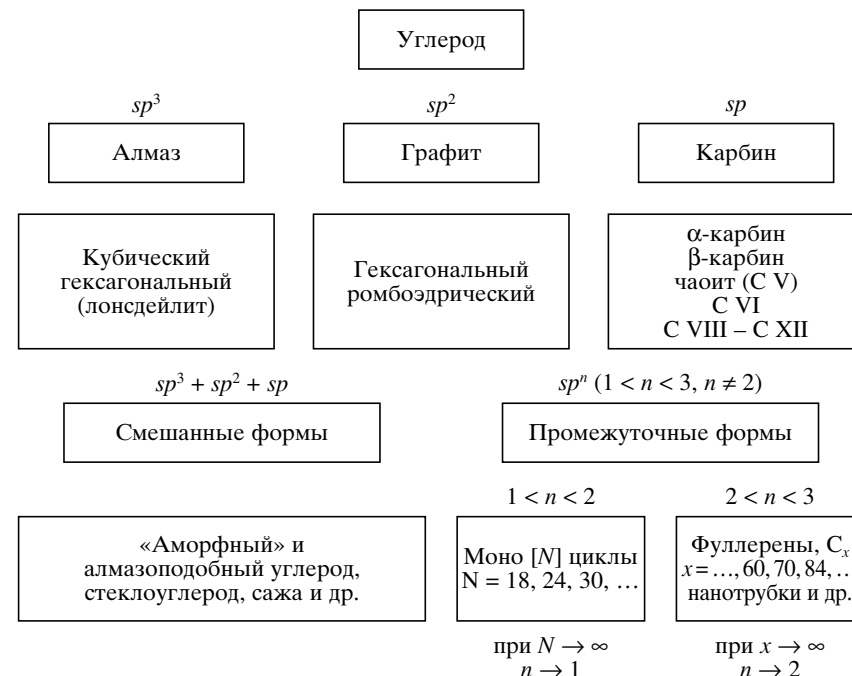 Углерод
sp³
sp²
sp
Алмаз
Графит
Карбин
Кубический
гексагональный
(лонсдейлит)
Гексагональный
ромбоэдрический
α-карбин
β-карбин
чаоит (C V)
C VI
C VIII – C XII
sp³ + sp² + sp
spⁿ (1 < n < 3, n ≠ 2)
Смешанные формы
Промежуточные формы
1 < n < 2
2 < n < 3
«Аморфный» и
алмазоподобный углерод,
стеклоуглерод, сажа и др.
Моно [N] циклы
N = 18, 24, 30, …
Фуллерены, Cₓ
x = …, 60, 70, 84, …
нанотрубки и др.
при N → ∞
n → 1
при x → ∞
n → 2